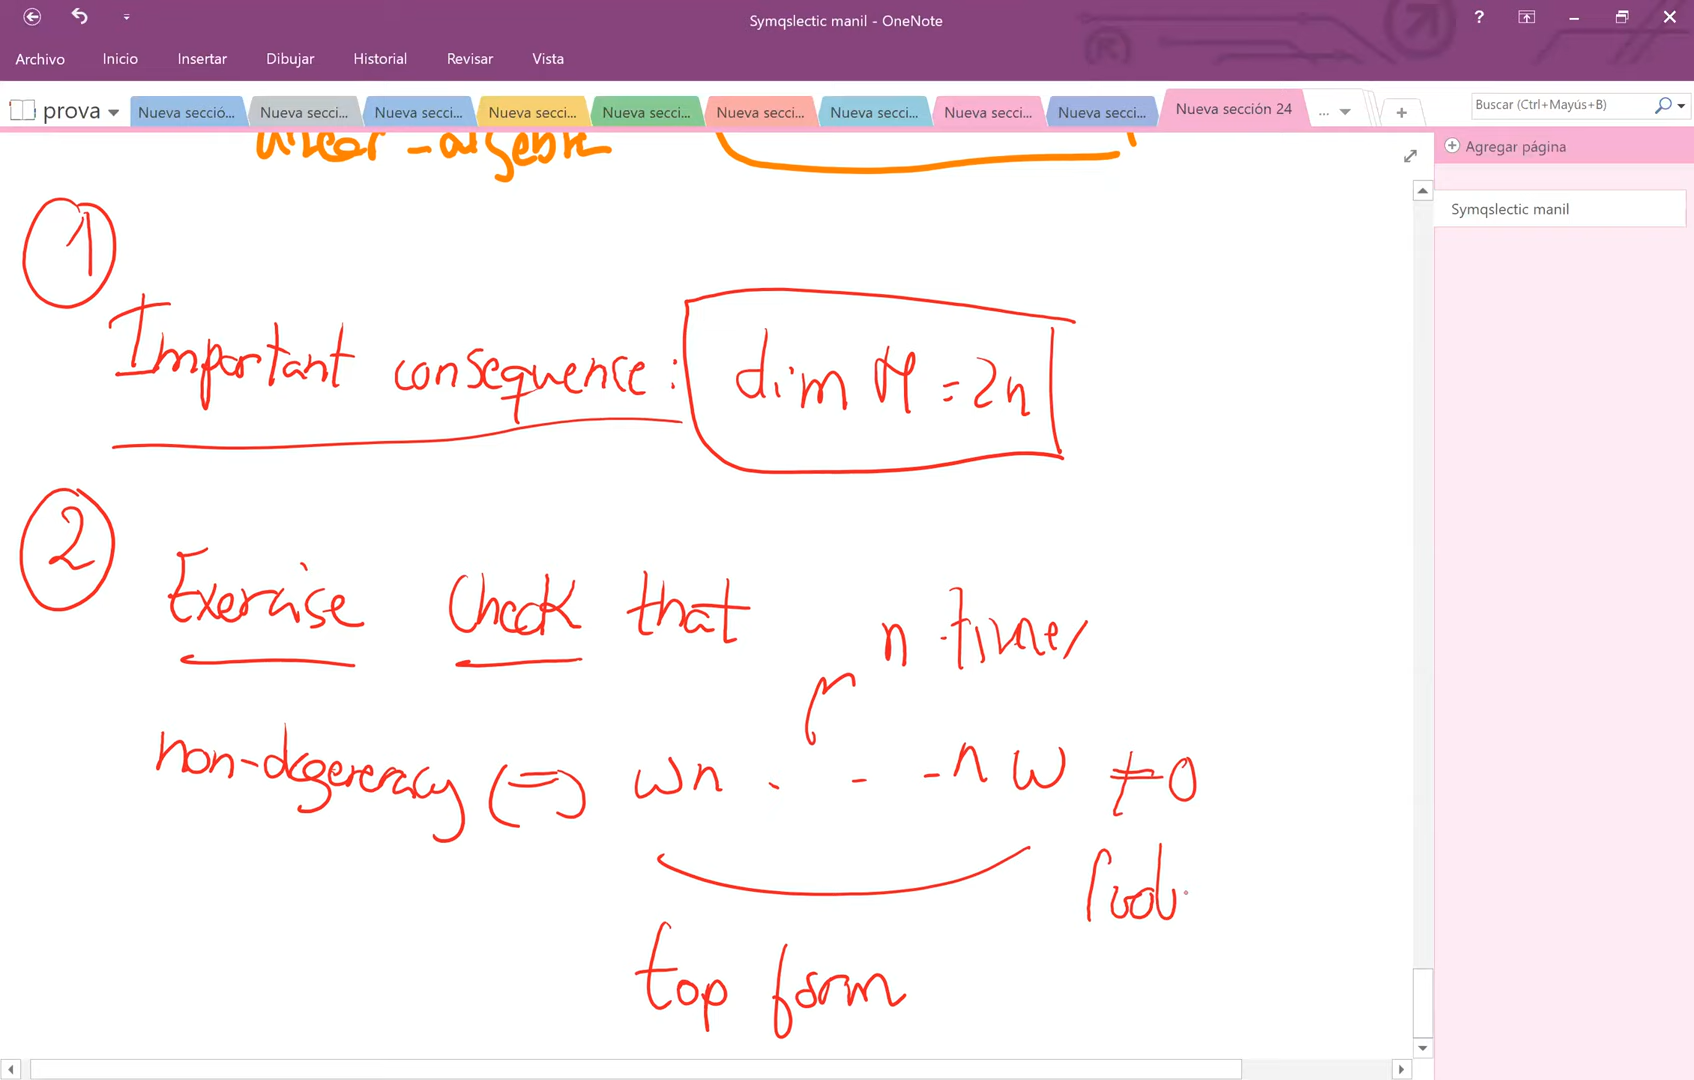 Symqslectic manil - OneNote
?
Archivo Inicio Insertar Dibujar Historial Revisar Vista
prova Nueva secció... Nueva secci... Nueva secci... Nueva secci... Nueva secci... Nueva secci... Nueva secci... Nueva secci... Nueva secci... Nueva sección 24 ... + Buscar (Ctrl+Mayús+B)
Agregar página
Symqslectic manil
linear-algebra
1
Important consequence: dim M = 2n
2
Exercise Check that
n times
non-degeneracy (=) ω∧ . - -∧ ω ≠0
top form